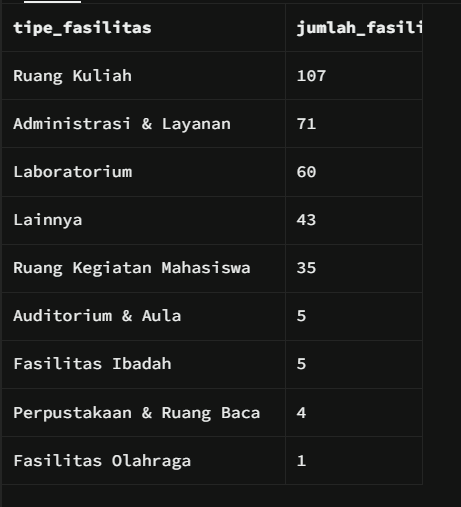 tipe_fasilitas jumlah_fasili
Ruang Kuliah 107
Administrasi & Layanan 71
Laboratorium 60
Lainnya 43
Ruang Kegiatan Mahasiswa 35
Auditorium & Aula 5
Fasilitas Ibadah 5
Perpustakaan & Ruang Baca 4
Fasilitas Olahraga 1